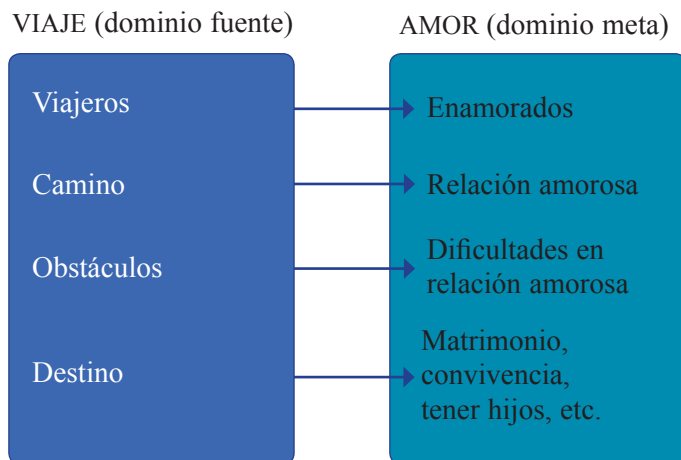 VIAJE (dominio fuente)
AMOR (dominio meta)
Viajeros
Enamorados
Camino
Relación amorosa
Obstáculos
Dificultades en
relación amorosa
Destino
Matrimonio,
convivencia,
tener hijos, etc.